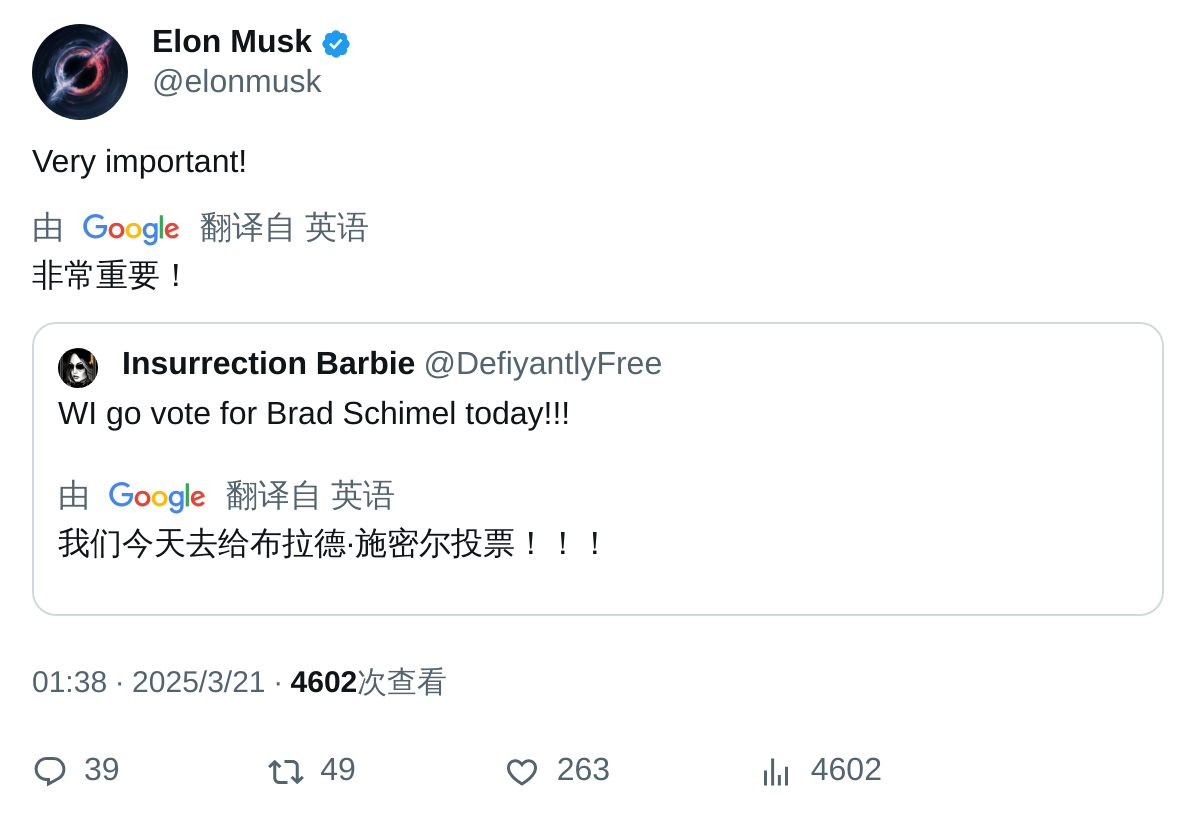 Elon Musk
@elonmusk
Very important!
由 Google 翻译自 英语
非常重要！
Insurrection Barbie @DefiyantlyFree
WI go vote for Brad Schimel today!!!
由 Google 翻译自 英语
我们今天去给布拉德·施密尔投票！！！
01:38 · 2025/3/21 · 4602次查看
39 49 263 4602